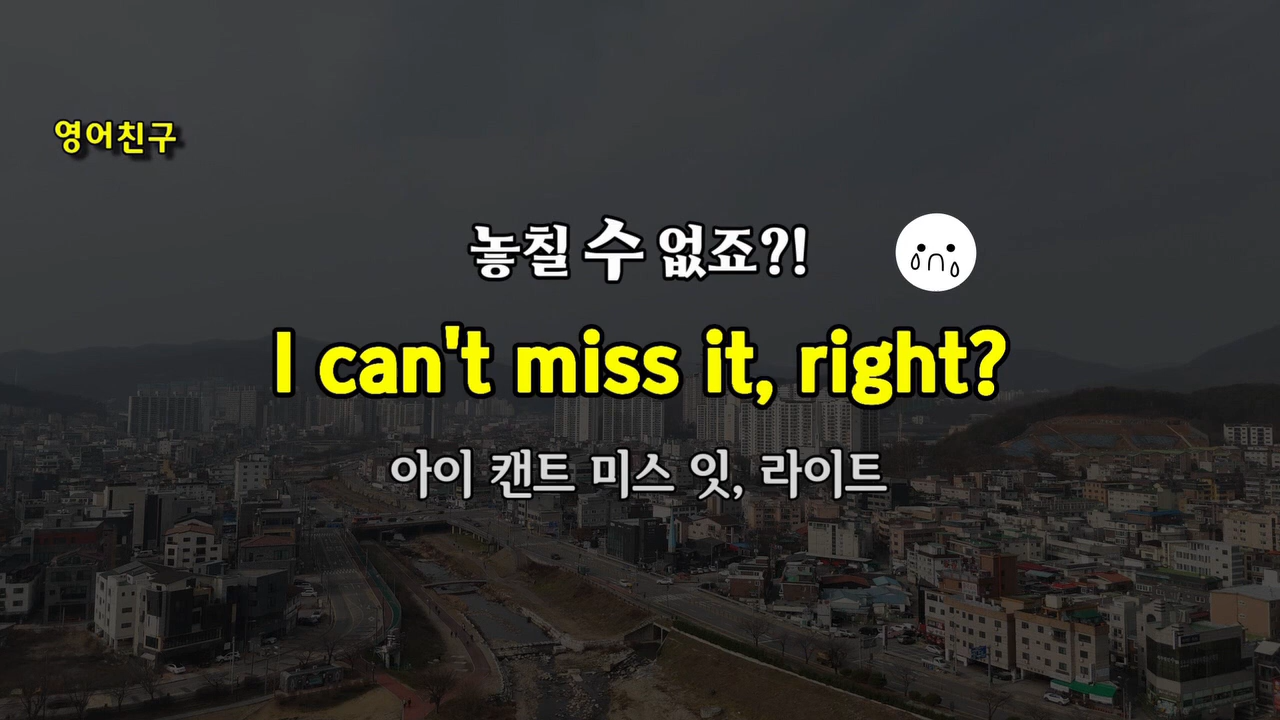 영어친구
놓칠 수 없죠?!
I can't miss it, right?
아이 캔트 미스 잇, 라이트